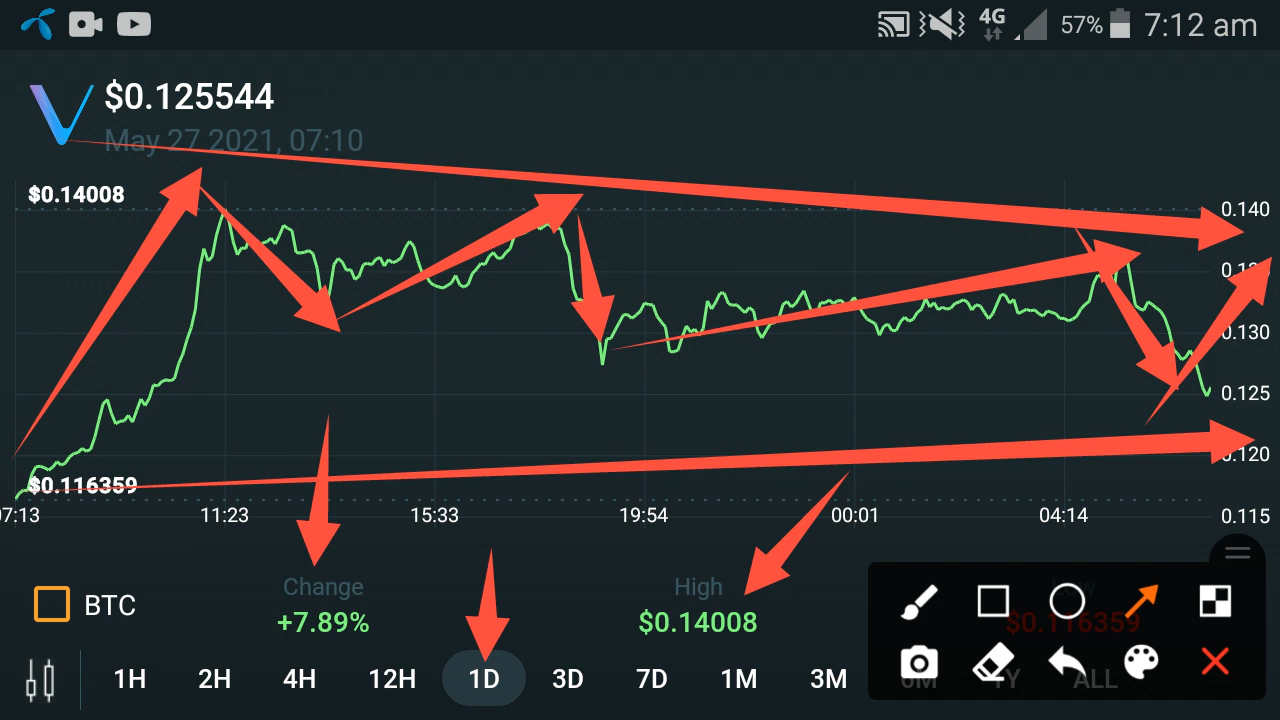 4G 57% 7:12 am
$0.125544
May 27 2021, 07:10
$0.14008
0.140
0.130
0.125
0.120
$0.116359
07:13 11:23 15:33 19:54 00:01 04:14 0.115
BTC
Change High
+7.89% $0.14008 $0.116359
1H 2H 4H 12H 1D 3D 7D 1M 3M 6M 1Y ALL